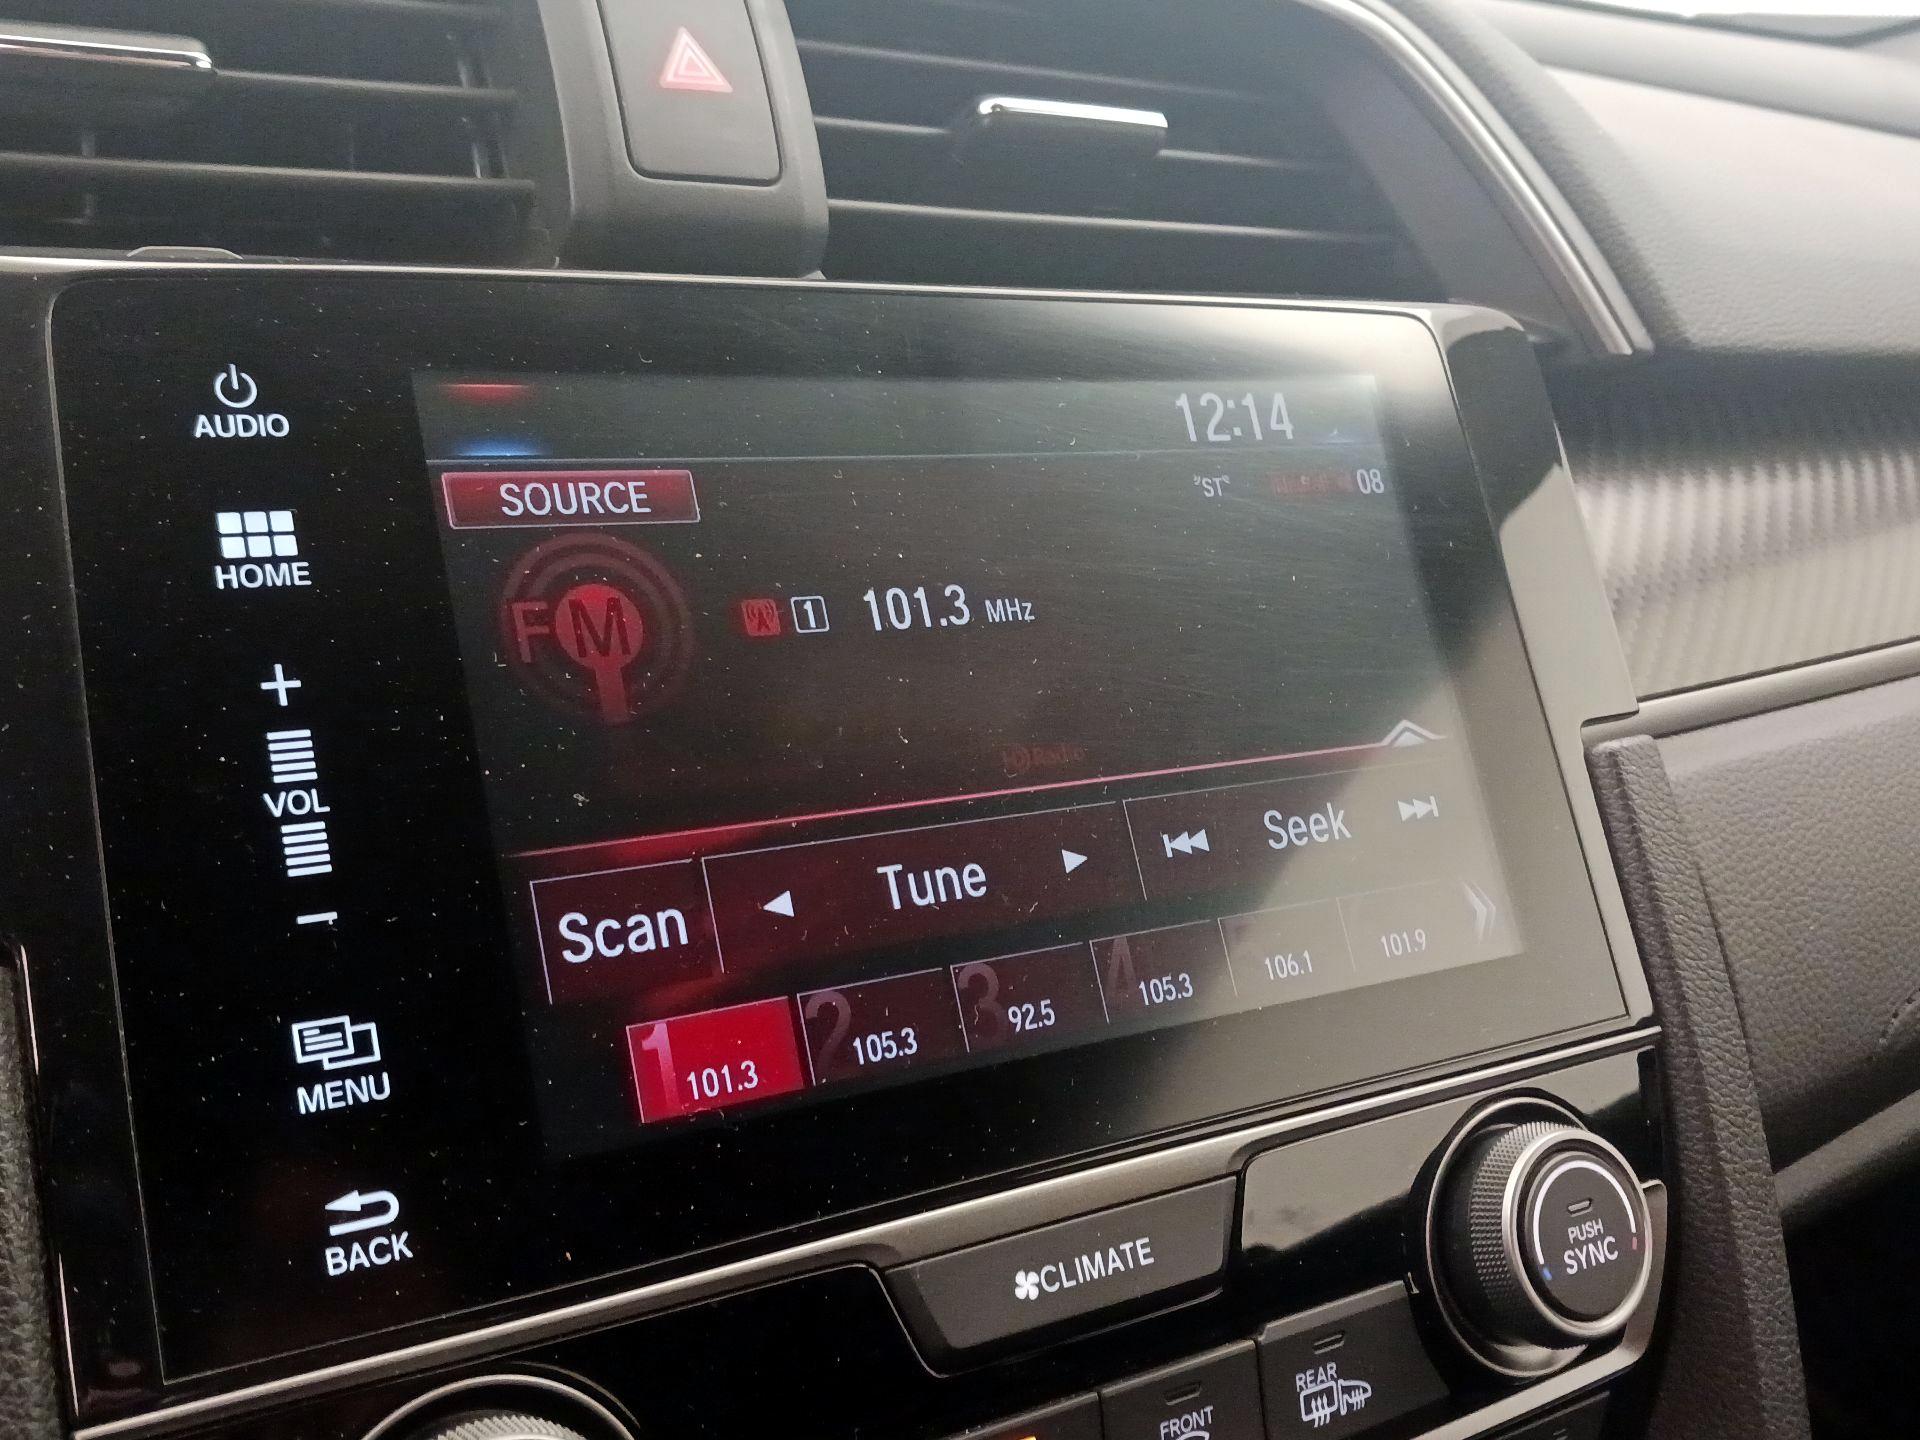 AUDIO
12:14
SOURCE
"ST"
08
HOME
FM
1 101.3 MHz
+
VOL
-
HD Radio
Scan
Tune
Seek
1 101.3
2 105.3
3 92.5
4 105.3
106.1
101.9
MENU
BACK
CLIMATE
PUSH
SYNC
REAR
FRONT